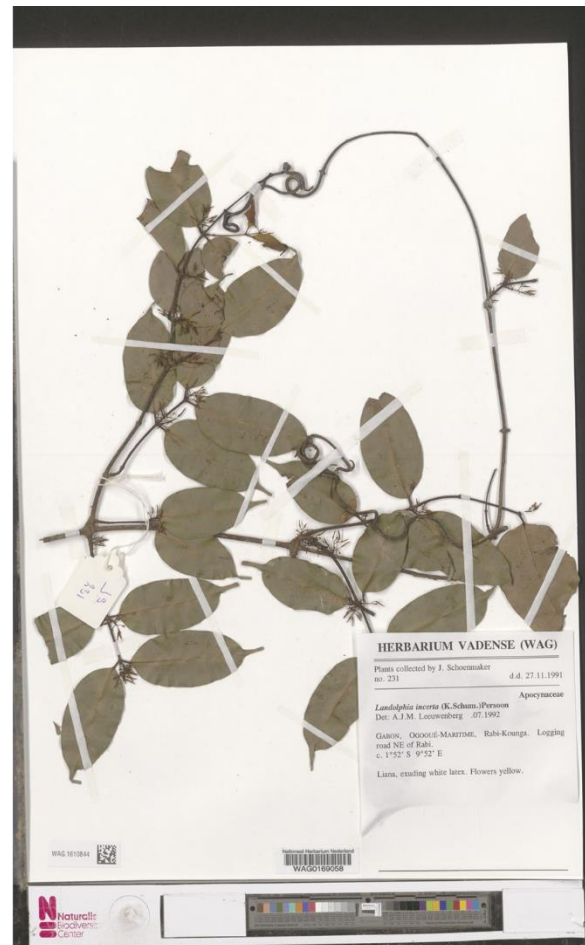 HERBARIUM VADENSE (WAG)
Plants collected by J. Schoenmaker
no. 231 d.d. 27.11.1991
Apocynaceae
Landolphia incerta (K.Schum.)Persoon
Det: A.J.M. Leeuwenberg .07.1992
GABON, OGOOUÉ-MARITIME, Rabi-Kounga. Logging
road NE of Rabi.
c. 1°52' S 9°52' E
Liana, exuding white latex. Flowers yellow.
WAG 1610844
Nationaal Herbarium Nederland
WAG0169058
Naturalis
Biodiversity
Center